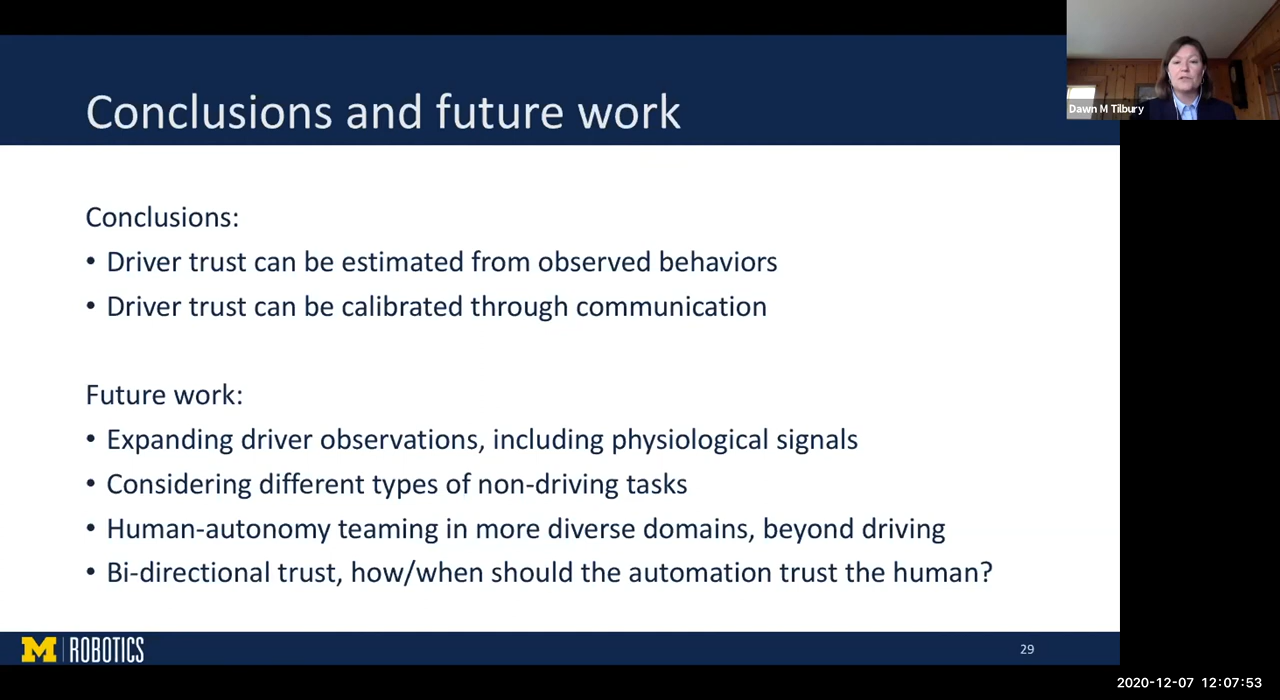 Conclusions and future work
Dawn M Tilbury
Conclusions:
• Driver trust can be estimated from observed behaviors
• Driver trust can be calibrated through communication
Future work:
• Expanding driver observations, including physiological signals
• Considering different types of non-driving tasks
• Human-autonomy teaming in more diverse domains, beyond driving
• Bi-directional trust, how/when should the automation trust the human?
M ROBOTICS
29
2020-12-07 12:07:53